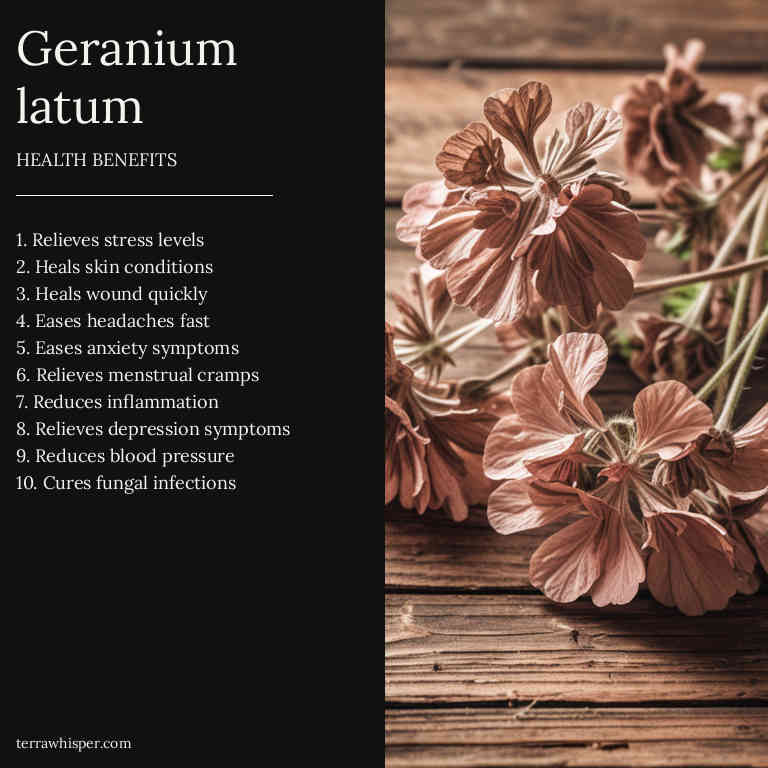 Geranium
latum
HEALTH BENEFITS
1. Relieves stress levels
2. Heals skin conditions
3. Heals wound quickly
4. Eases headaches fast
5. Eases anxiety symptoms
6. Relieves menstrual cramps
7. Reduces inflammation
8. Relieves depression symptoms
9. Reduces blood pressure
10. Cures fungal infections
terrawhisper.com